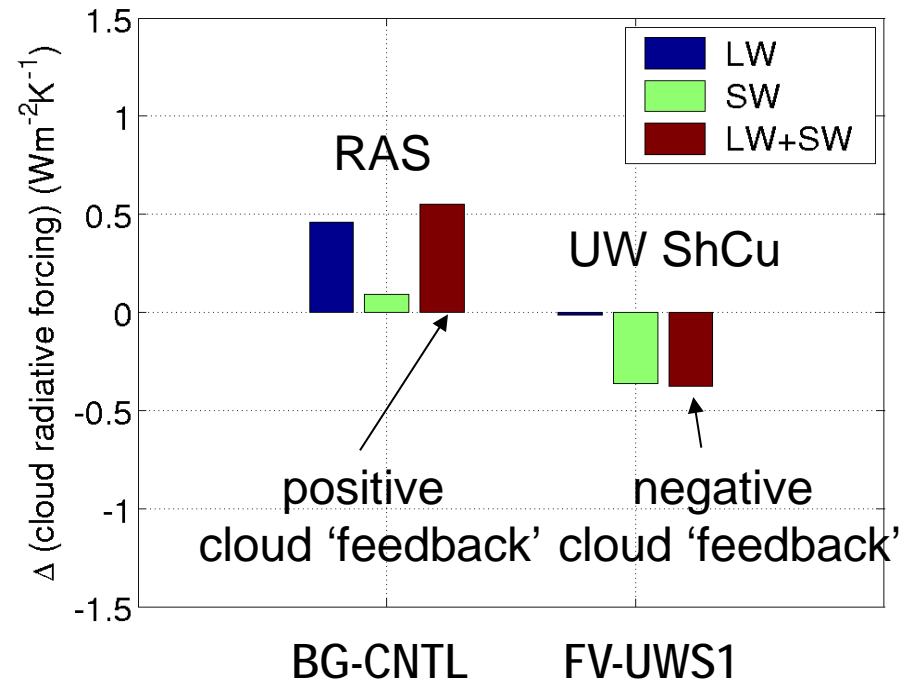 Δ (cloud radiative forcing) (Wm⁻²K⁻¹)
1.5
1
0.5
0
-0.5
-1
-1.5
LW
SW
LW+SW
RAS
UW ShCu
positive
cloud ‘feedback’
negative
cloud ‘feedback’
BG-CNTL
FV-UWS1